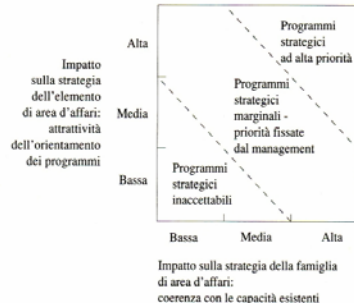 Impatto
sulla strategia
dell'elemento
di area d'affari:
attrattività
dell'orientamento
dei programmi
Alta
Media
Bassa
Programmi
strategici
ad alta priorità
Programmi
strategici
marginali -
priorità fissate
dal management
Programmi
strategici
inaccettabili
Bassa
Media
Alta
Impatto sulla strategia della famiglia
di area d'affari:
coerenza con le capacità esistenti